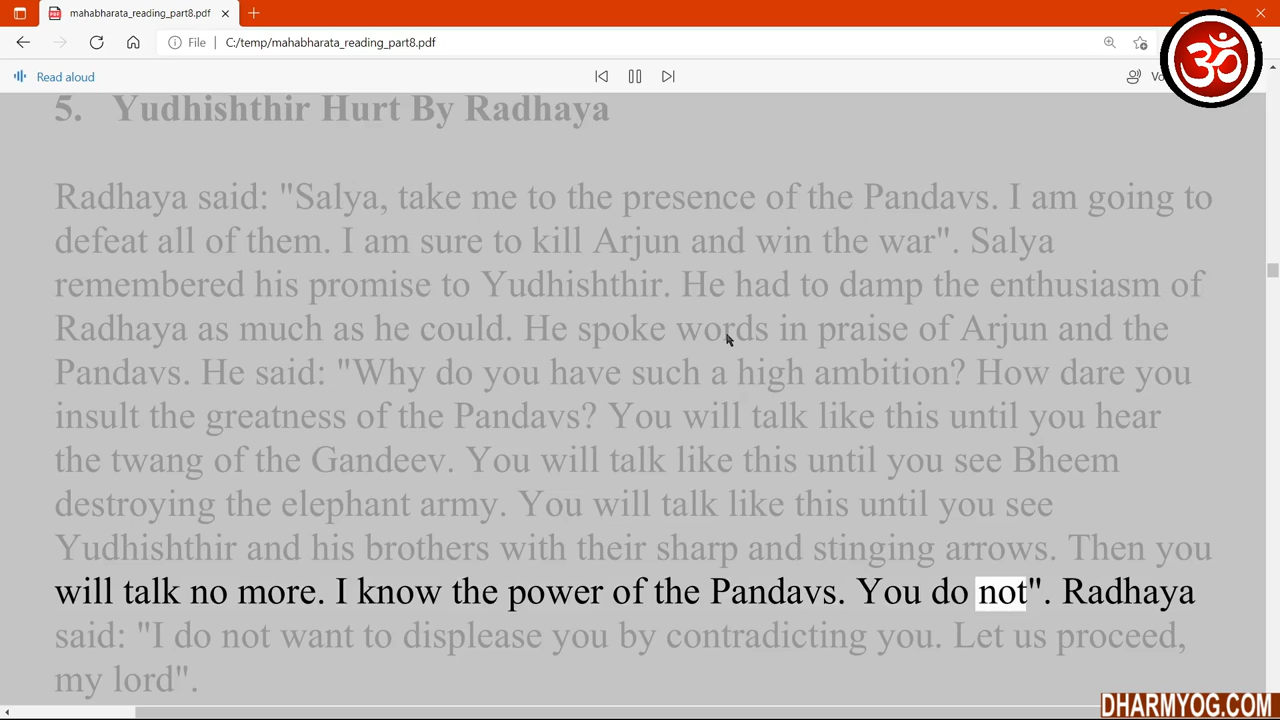 mahabharata_reading_part8.pdf
File C:/temp/mahabharata_reading_part8.pdf
Read aloud
5. Yudhishthir Hurt By Radhaya
Radhaya said: "Salya, take me to the presence of the Pandavs. I am going to
defeat all of them. I am sure to kill Arjun and win the war". Salya
remembered his promise to Yudhishthir. He had to damp the enthusiasm of
Radhaya as much as he could. He spoke words in praise of Arjun and the
Pandavs. He said: "Why do you have such a high ambition? How dare you
insult the greatness of the Pandavs? You will talk like this until you hear
the twang of the Gandeev. You will talk like this until you see Bheem
destroying the elephant army. You will talk like this until you see
Yudhishthir and his brothers with their sharp and stinging arrows. Then you
will talk no more. I know the power of the Pandavs. You do not". Radhaya
said: "I do not want to displease you by contradicting you. Let us proceed,
my lord".
ॐ
DHARMYOG.COM